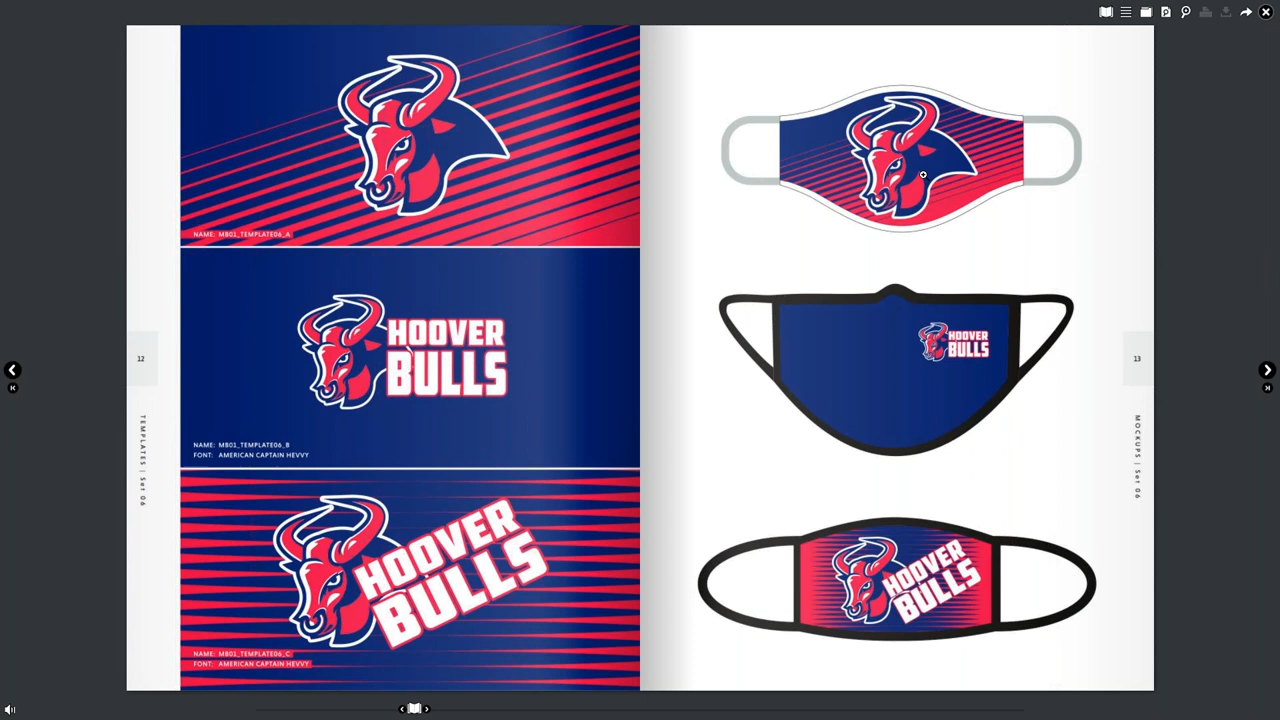 NAME: MB01_TEMPLATE06_A
HOOVER
BULLS
NAME: MB01_TEMPLATE06_B
FONT: AMERICAN CAPTAIN HEVVY
HOOVER
BULLS
NAME: MB01_TEMPLATE06_C
FONT: AMERICAN CAPTAIN HEVVY
12
TEMPLATES | Set 06
HOOVER
BULLS
HOOVER
BULLS
13
MOCKUPS | Set 06